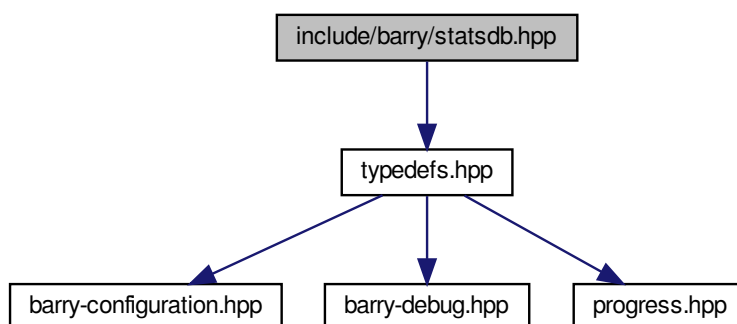 include/barry/statsdb.hpp
typedefs.hpp
barry-configuration.hpp
barry-debug.hpp
progress.hpp